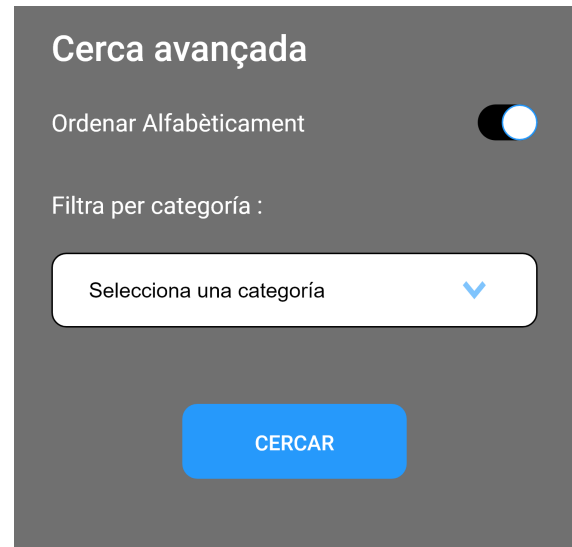 Cerca avançada
Ordenar Alfabèticament
Filtra per categoría :
Selecciona una categoría
CERCAR